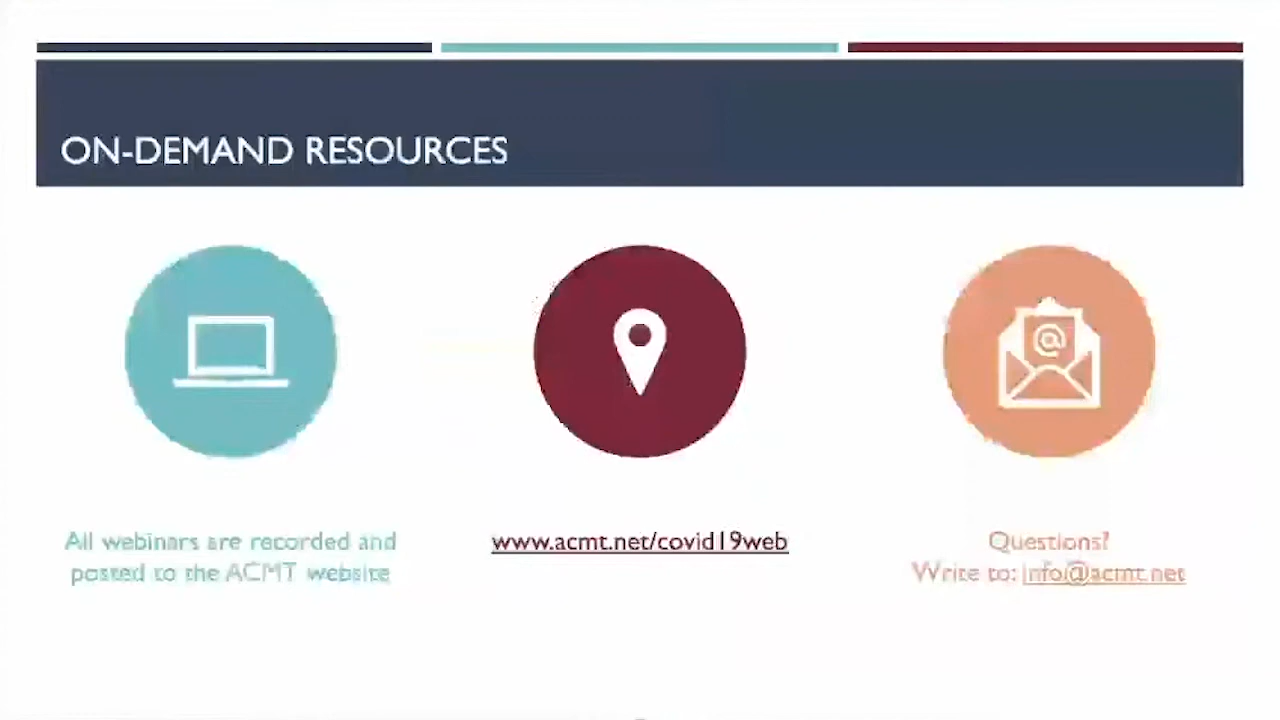 ON-DEMAND RESOURCES
All webinars are recorded and
posted to the ACMT website
www.acmt.net/covid19web
Questions?
Write to: info@acmt.net